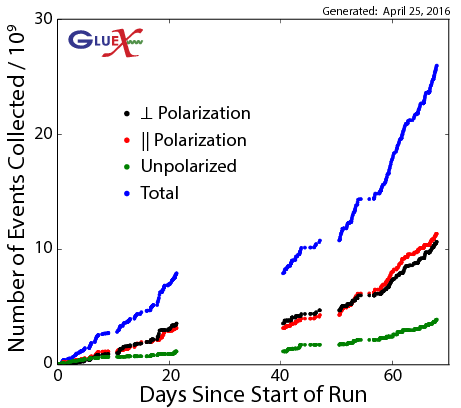 Generated: April 25, 2016
GLUEX
⊥ Polarization
|| Polarization
Unpolarized
Total
Number of Events Collected / 10⁹
30
20
10
0
0 20 40 60
Days Since Start of Run